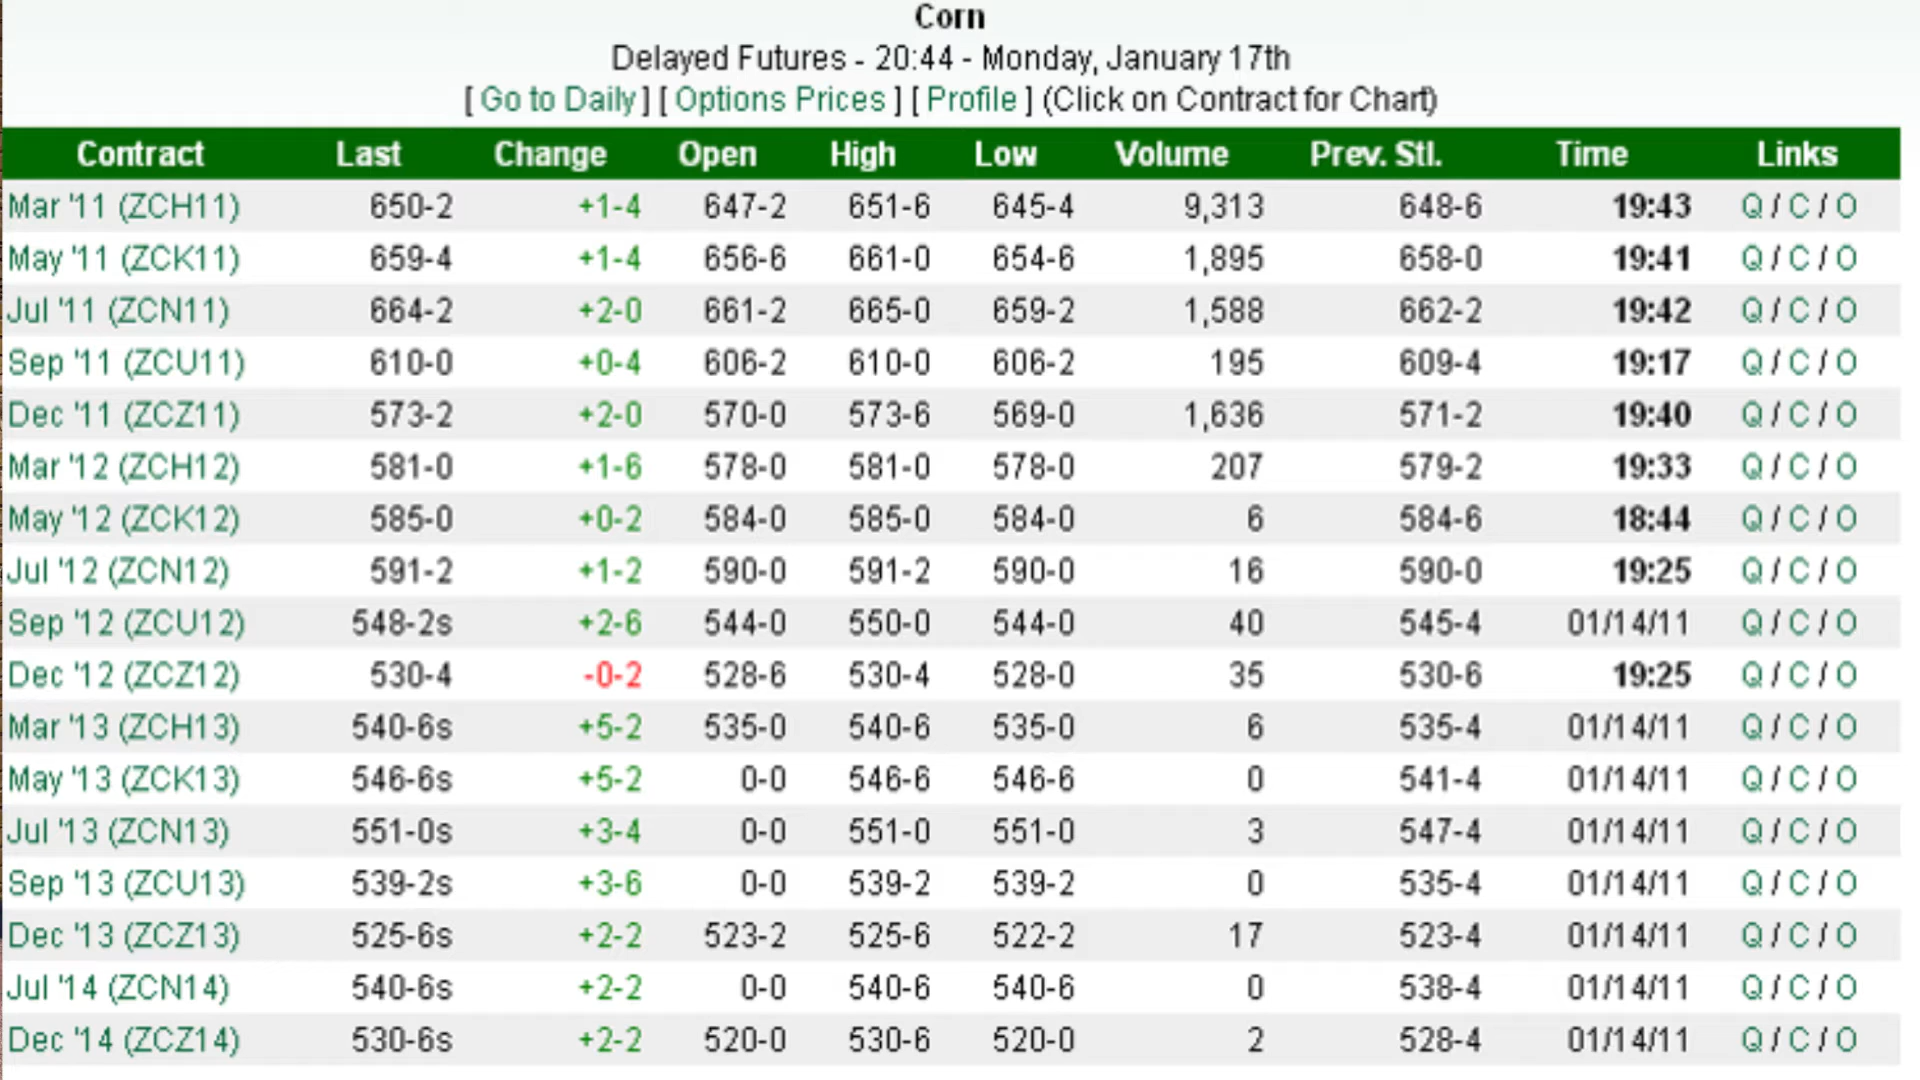 Corn
Delayed Futures - 20:44 - Monday, January 17th
[ Go to Daily ] [ Options Prices ] [ Profile ] (Click on Contract for Chart)
Contract Last Change Open High Low Volume Prev. Stl. Time Links
Mar '11 (ZCH11) 650-2 +1-4 647-2 651-6 645-4 9,313 648-6 19:43 Q / C / O
May '11 (ZCK11) 659-4 +1-4 656-6 661-0 654-6 1,895 658-0 19:41 Q / C / O
Jul '11 (ZCN11) 664-2 +2-0 661-2 665-0 659-2 1,588 662-2 19:42 Q / C / O
Sep '11 (ZCU11) 610-0 +0-4 606-2 610-0 606-2 195 609-4 19:17 Q / C / O
Dec '11 (ZCZ11) 573-2 +2-0 570-0 573-6 569-0 1,636 571-2 19:40 Q / C / O
Mar '12 (ZCH12) 581-0 +1-6 578-0 581-0 578-0 207 579-2 19:33 Q / C / O
May '12 (ZCK12) 585-0 +0-2 584-0 585-0 584-0 6 584-6 18:44 Q / C / O
Jul '12 (ZCN12) 591-2 +1-2 590-0 591-2 590-0 16 590-0 19:25 Q / C / O
Sep '12 (ZCU12) 548-2s +2-6 544-0 550-0 544-0 40 545-4 01/14/11 Q / C / O
Dec '12 (ZCZ12) 530-4 -0-2 528-6 530-4 528-0 35 530-6 19:25 Q / C / O
Mar '13 (ZCH13) 540-6s +5-2 535-0 540-6 535-0 6 535-4 01/14/11 Q / C / O
May '13 (ZCK13) 546-6s +5-2 0-0 546-6 546-6 0 541-4 01/14/11 Q / C / O
Jul '13 (ZCN13) 551-0s +3-4 0-0 551-0 551-0 3 547-4 01/14/11 Q / C / O
Sep '13 (ZCU13) 539-2s +3-6 0-0 539-2 539-2 0 535-4 01/14/11 Q / C / O
Dec '13 (ZCZ13) 525-6s +2-2 523-2 525-6 522-2 17 523-4 01/14/11 Q / C / O
Jul '14 (ZCN14) 540-6s +2-2 0-0 540-6 540-6 0 538-4 01/14/11 Q / C / O
Dec '14 (ZCZ14) 530-6s +2-2 520-0 530-6 520-0 2 528-4 01/14/11 Q / C / O